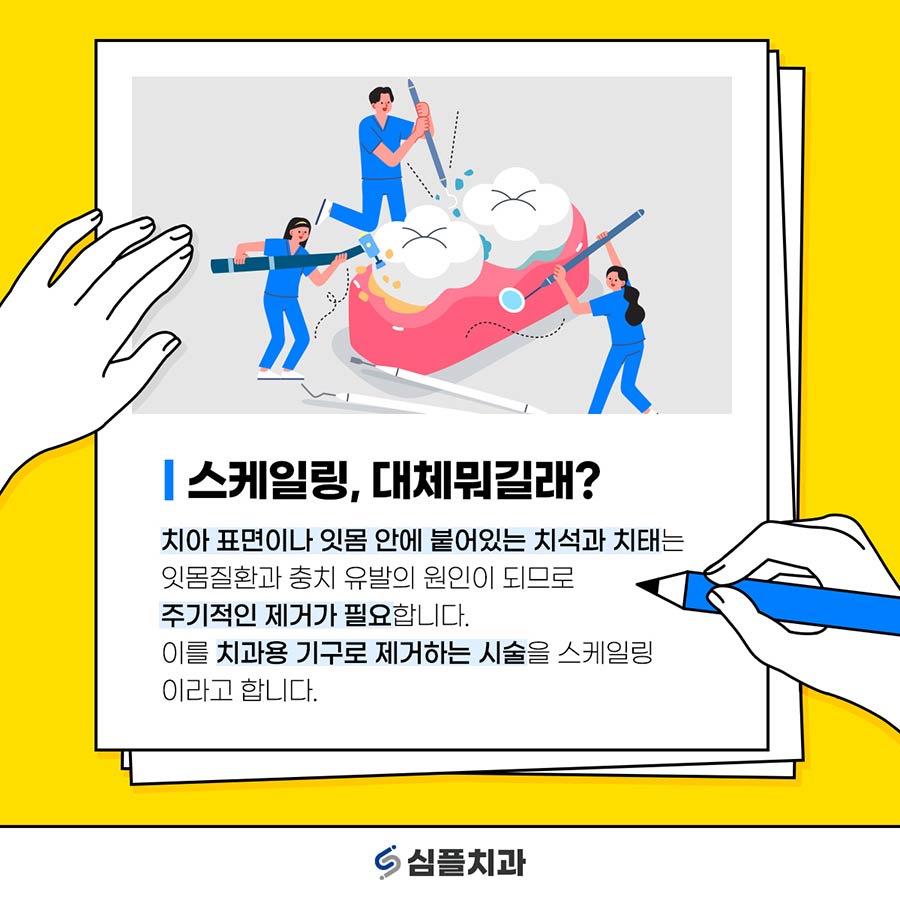 스케일링, 대체뭐길래?
치아 표면이나 잇몸 안에 붙어있는 치석과 치태는
잇몸질환과 충치 유발의 원인이 되므로
주기적인 제거가 필요합니다.
이를 치과용 기구로 제거하는 시술을 스케일링
이라고 합니다.
심플치과